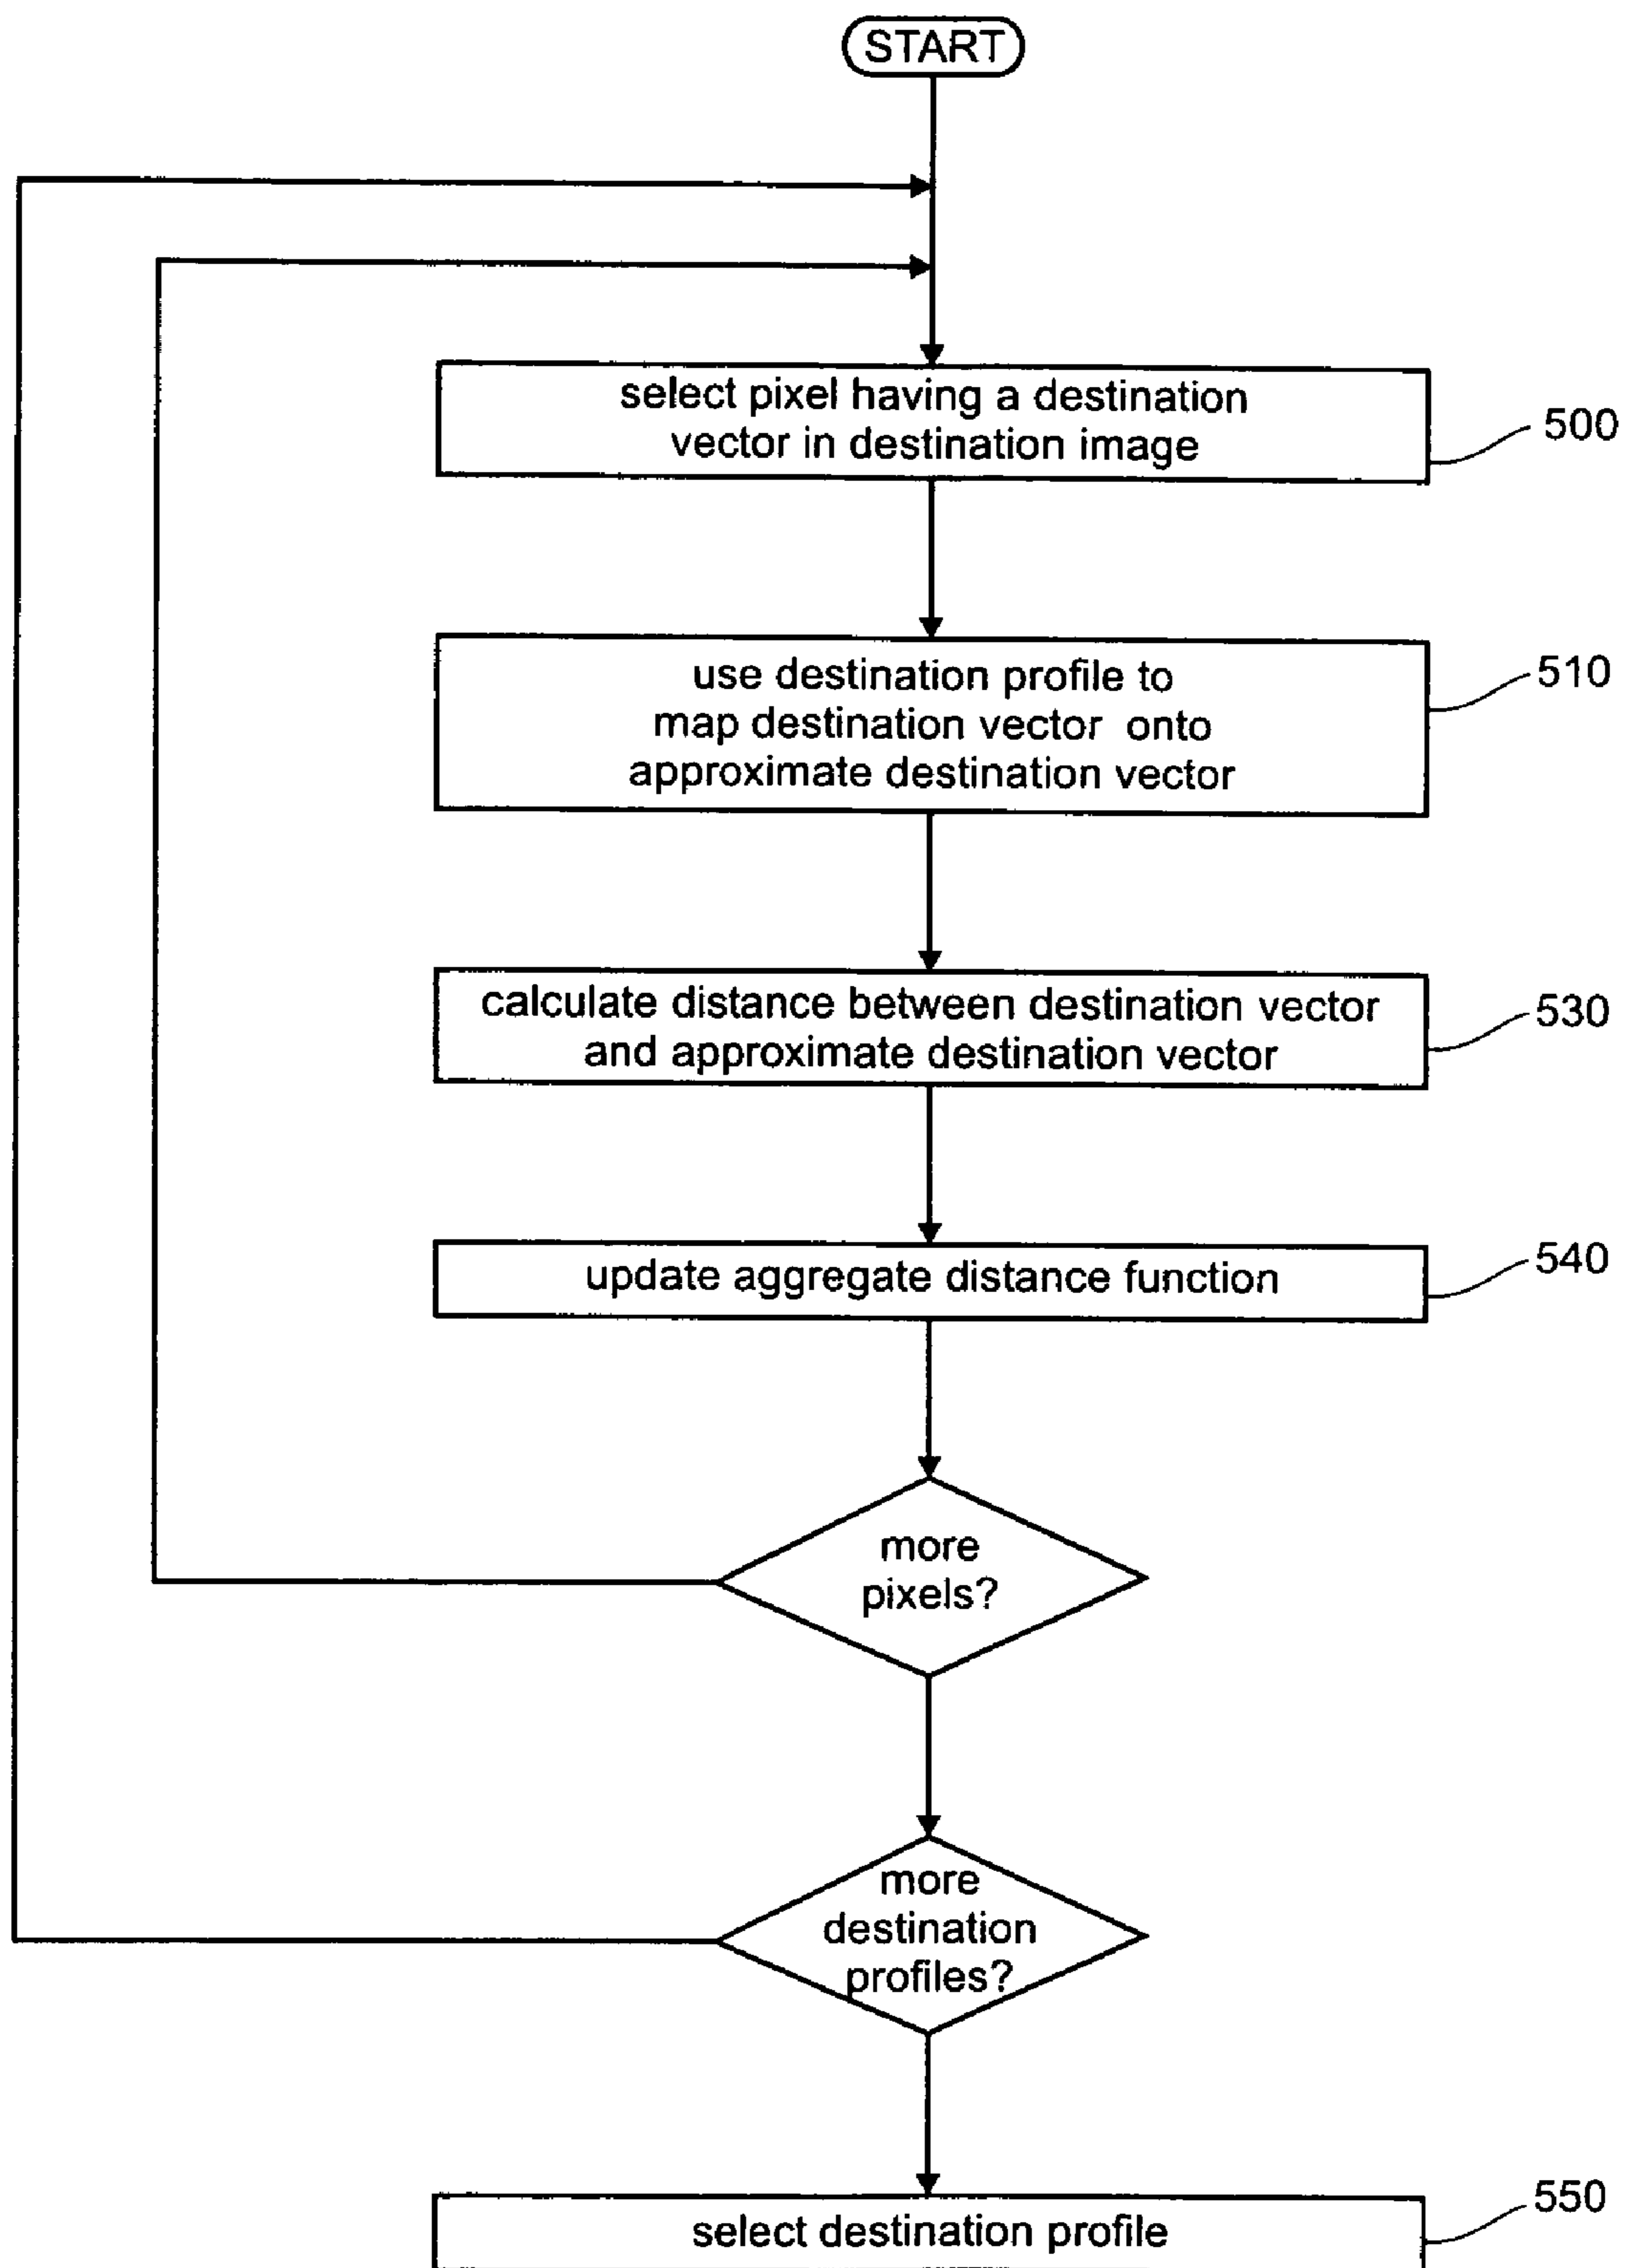 START
select pixel having a destination
vector in destination image
500
use destination profile to
map destination vector onto
approximate destination vector
510
calculate distance between destination vector
and approximate destination vector
530
update aggregate distance function
540
more
pixels?
more
destination
profiles?
select destination profile
550